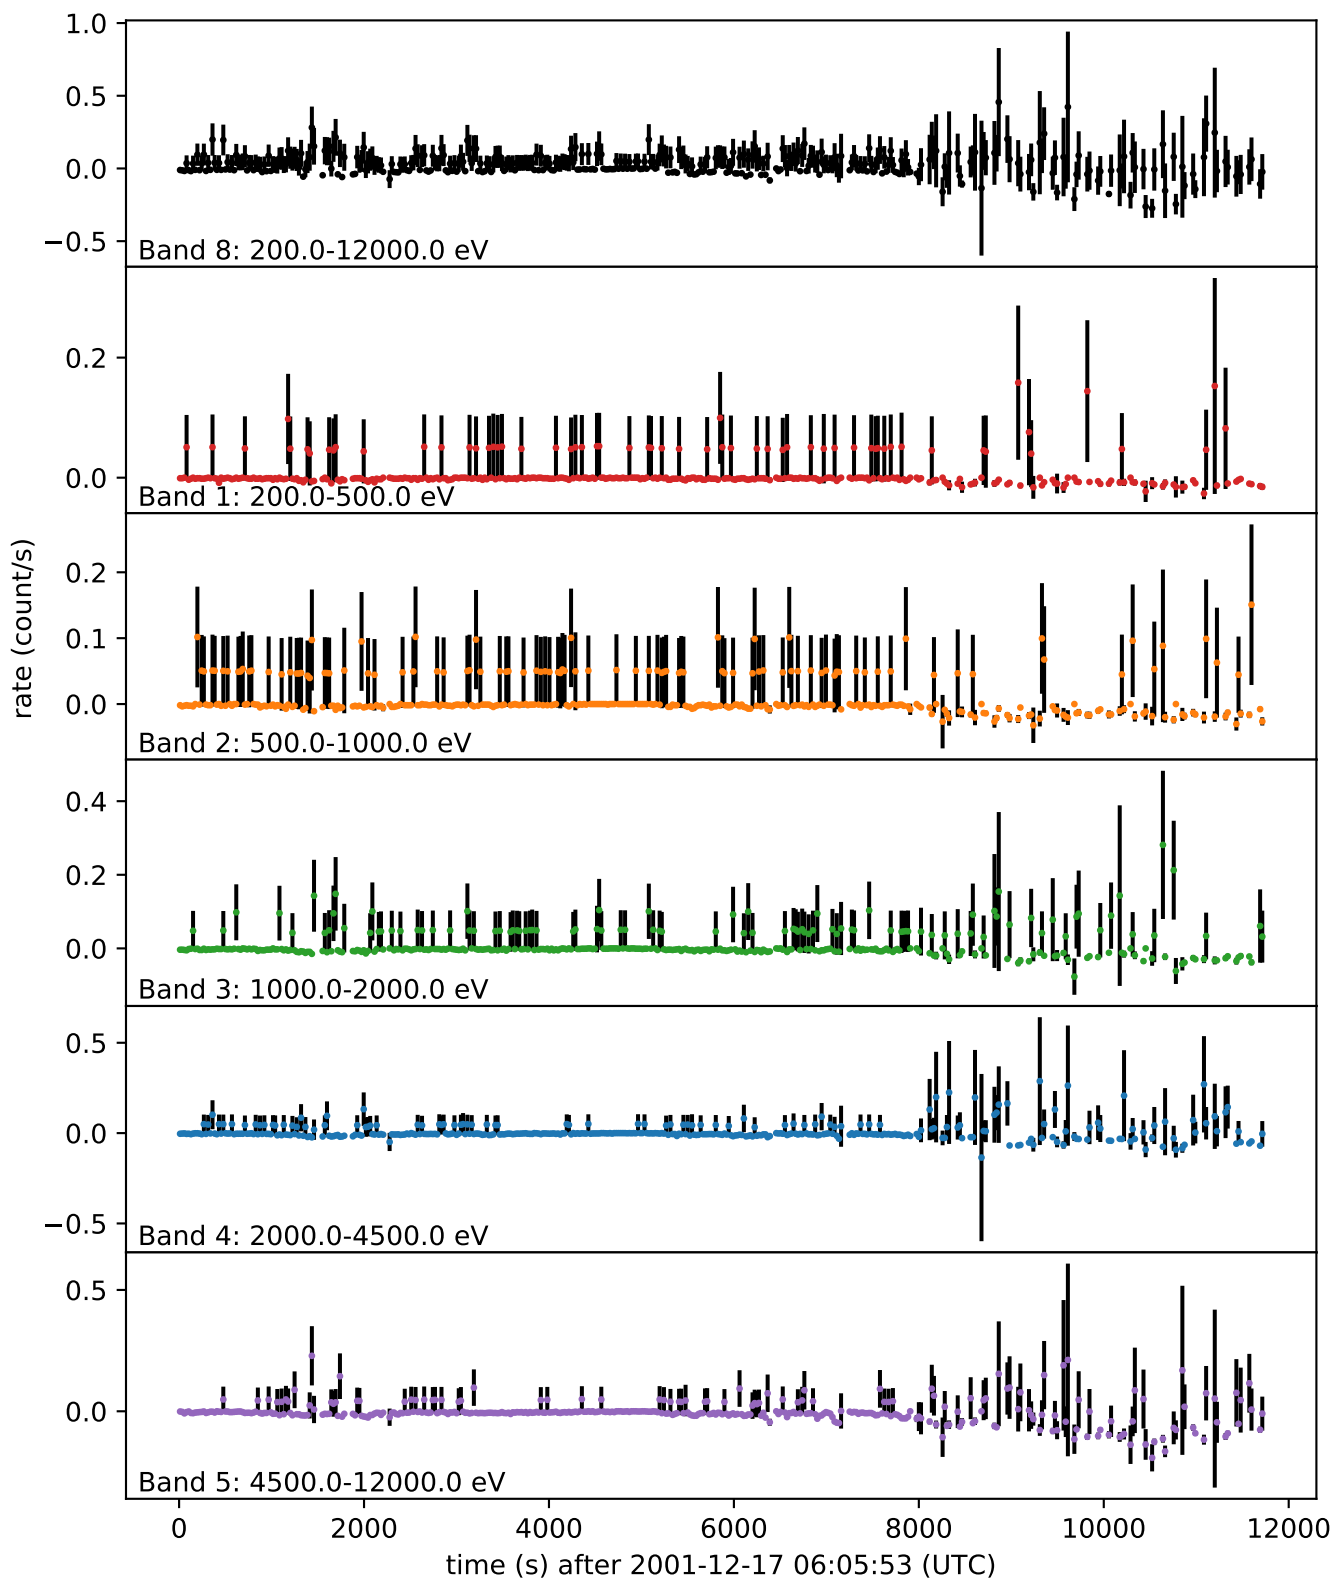 1.0
0.5
0.0
−0.5
Band 8: 200.0-12000.0 eV
0.2
0.0
Band 1: 200.0-500.0 eV
0.2
0.1
0.0
Band 2: 500.0-1000.0 eV
rate (count/s)
0.4
0.2
0.0
Band 3: 1000.0-2000.0 eV
0.5
0.0
−0.5
Band 4: 2000.0-4500.0 eV
0.5
0.0
Band 5: 4500.0-12000.0 eV
0 2000 4000 6000 8000 10000 12000
time (s) after 2001-12-17 06:05:53 (UTC)